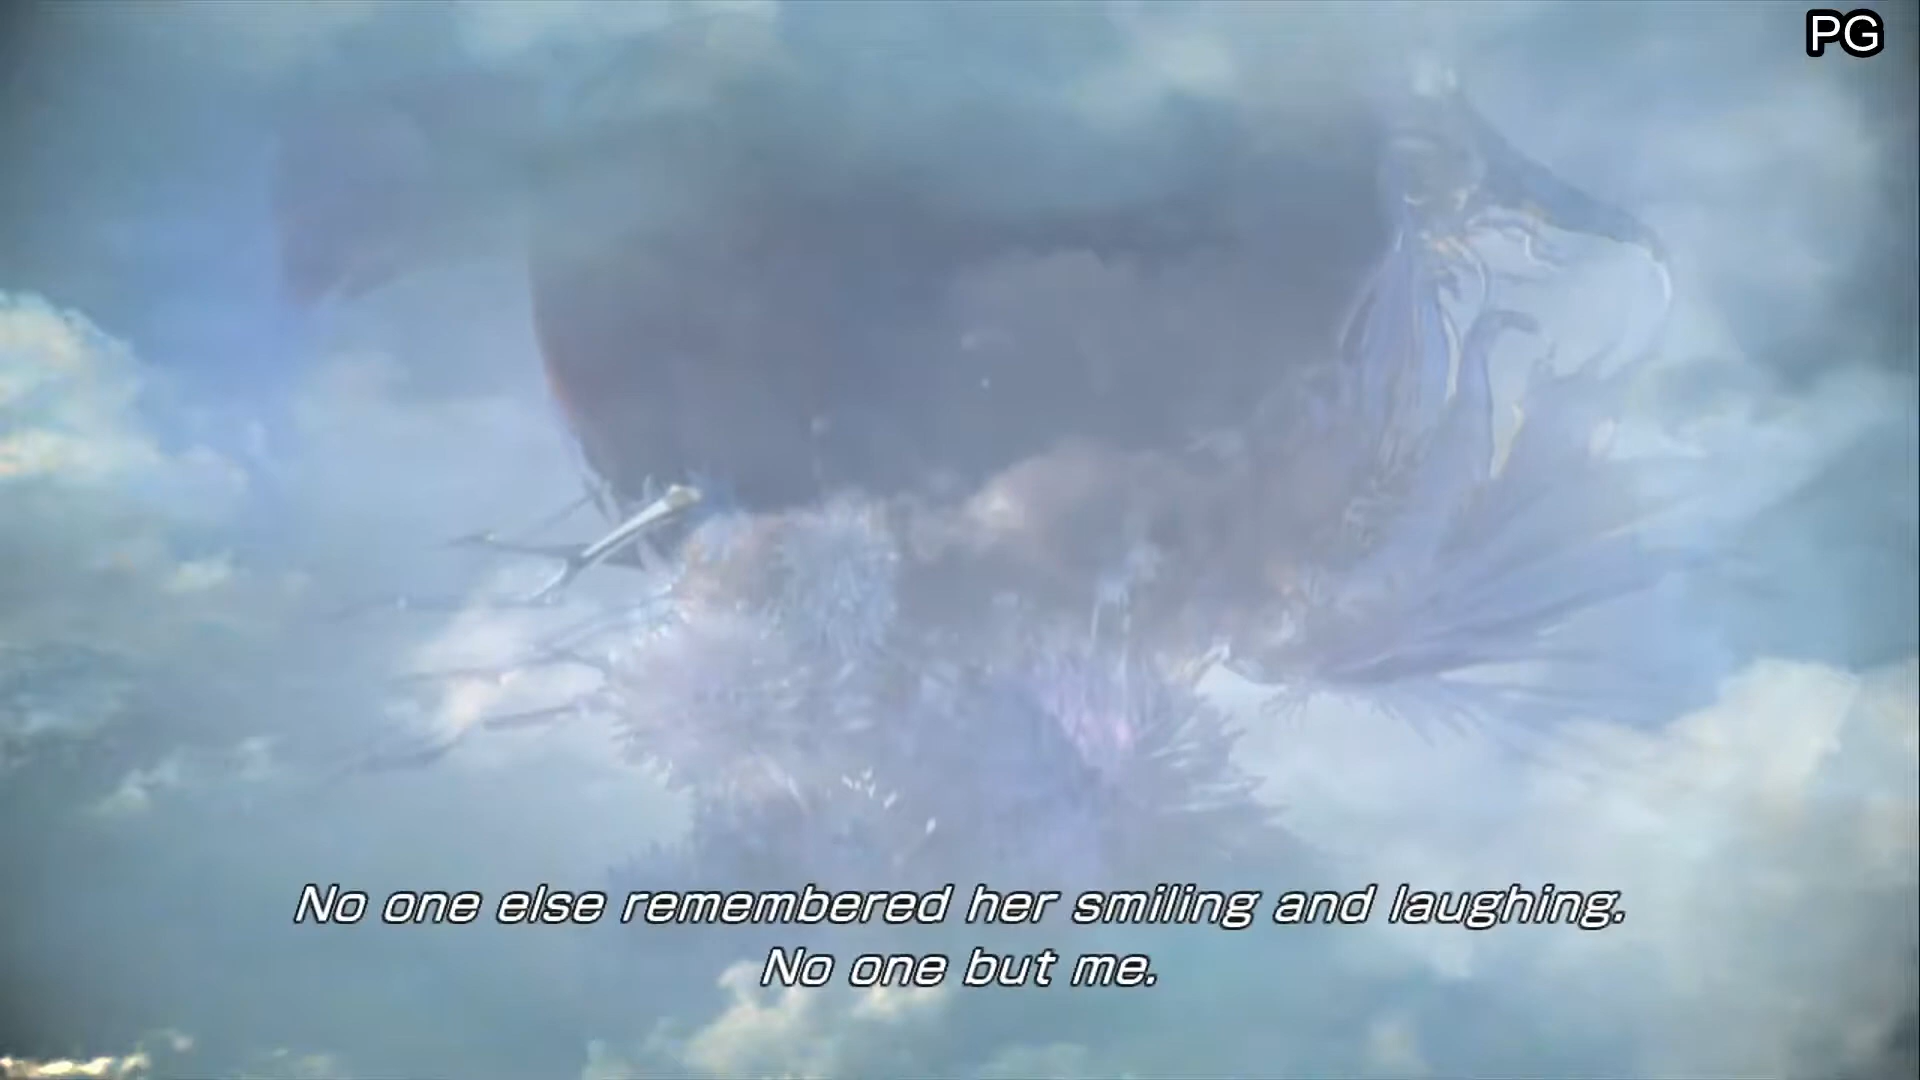 PG
No one else remembered her smiling and laughing.
No one but me.